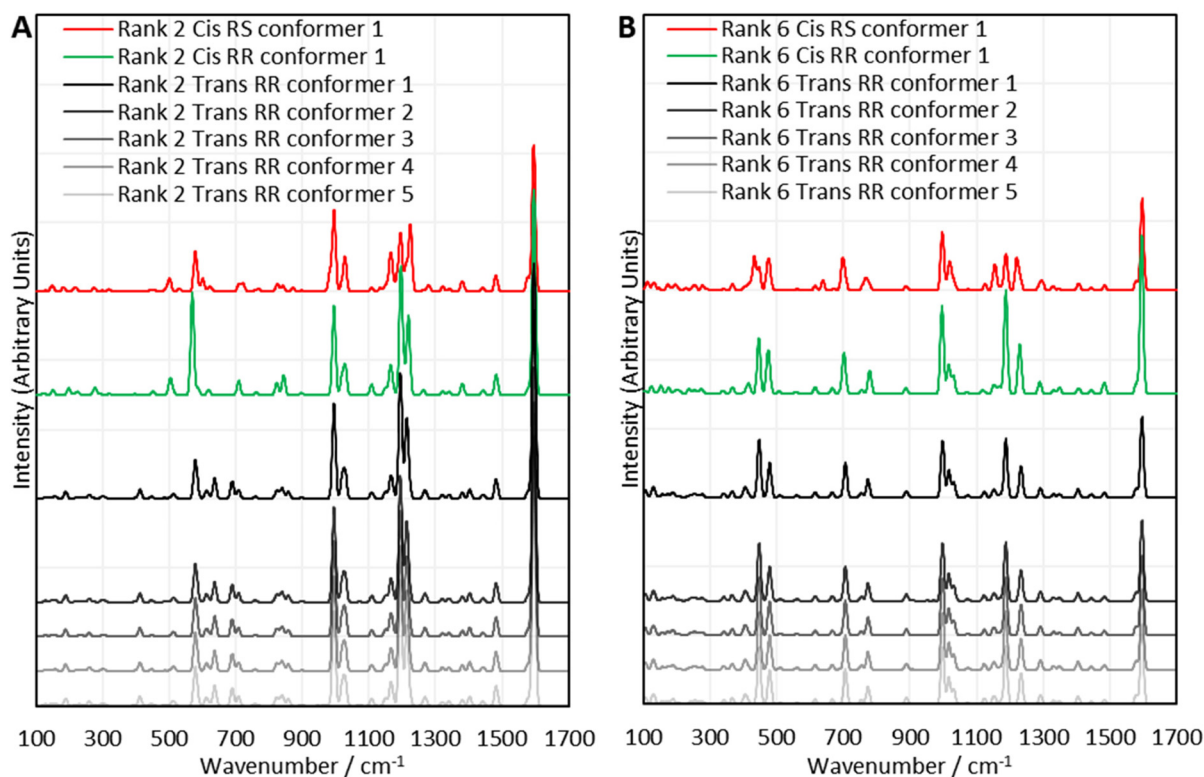 A
Rank 2 Cis RS conformer 1
Rank 2 Cis RR conformer 1
Rank 2 Trans RR conformer 1
Rank 2 Trans RR conformer 2
Rank 2 Trans RR conformer 3
Rank 2 Trans RR conformer 4
Rank 2 Trans RR conformer 5
Intensity (Arbitrary Units)
100 300 500 700 900 1100 1300 1500 1700
Wavenumber / cm⁻¹
B
Rank 6 Cis RS conformer 1
Rank 6 Cis RR conformer 1
Rank 6 Trans RR conformer 1
Rank 6 Trans RR conformer 2
Rank 6 Trans RR conformer 3
Rank 6 Trans RR conformer 4
Rank 6 Trans RR conformer 5
Intensity (Arbitrary Units)
100 300 500 700 900 1100 1300 1500 1700
Wavenumber / cm⁻¹